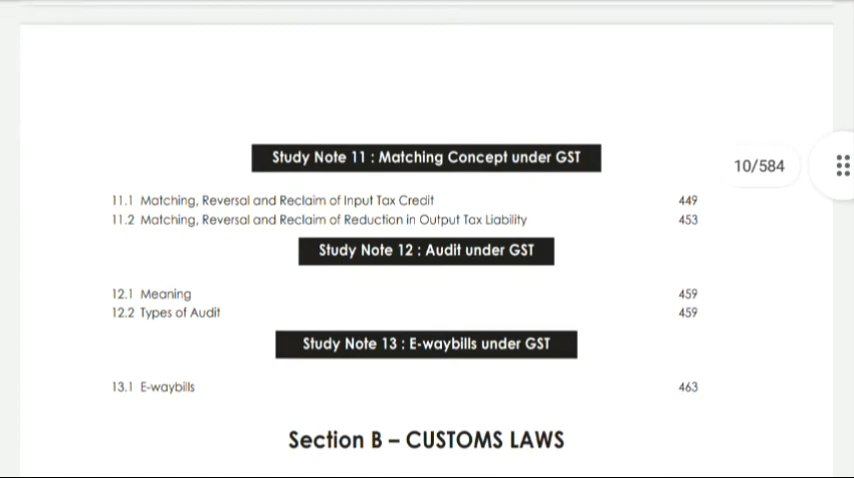 Study Note 11 : Matching Concept under GST
10/584
11.1 Matching, Reversal and Reclaim of Input Tax Credit 449
11.2 Matching, Reversal and Reclaim of Reduction in Output Tax Liability 453
Study Note 12 : Audit under GST
12.1 Meaning 459
12.2 Types of Audit 459
Study Note 13 : E-waybills under GST
13.1 E-waybills 463
Section B – CUSTOMS LAWS